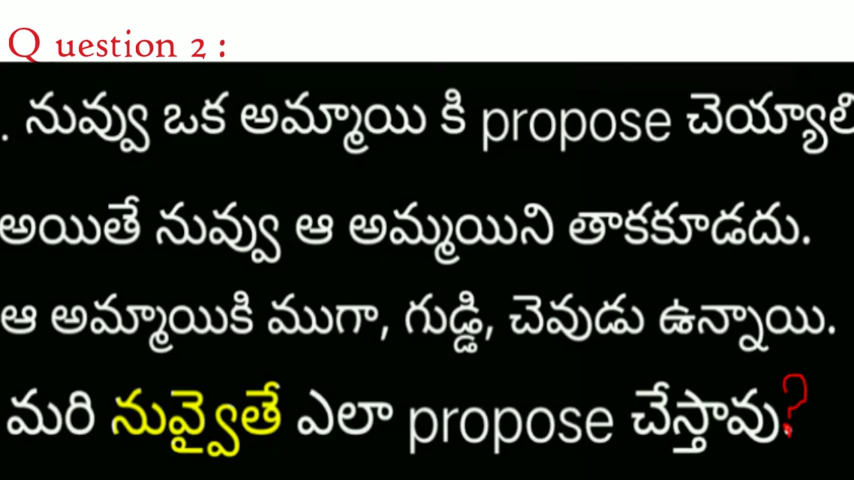 Q uestion 2 :
. నువ్వు ఒక అమ్మాయి కి propose చెయ్యాలి
అయితే నువ్వు ఆ అమ్మయిని తాకకూడదు.
ఆ అమ్మాయికి ముగా, గుడ్డి, చెవుడు ఉన్నాయి.
మరి నువ్వైతే ఎలా propose చేస్తావు?